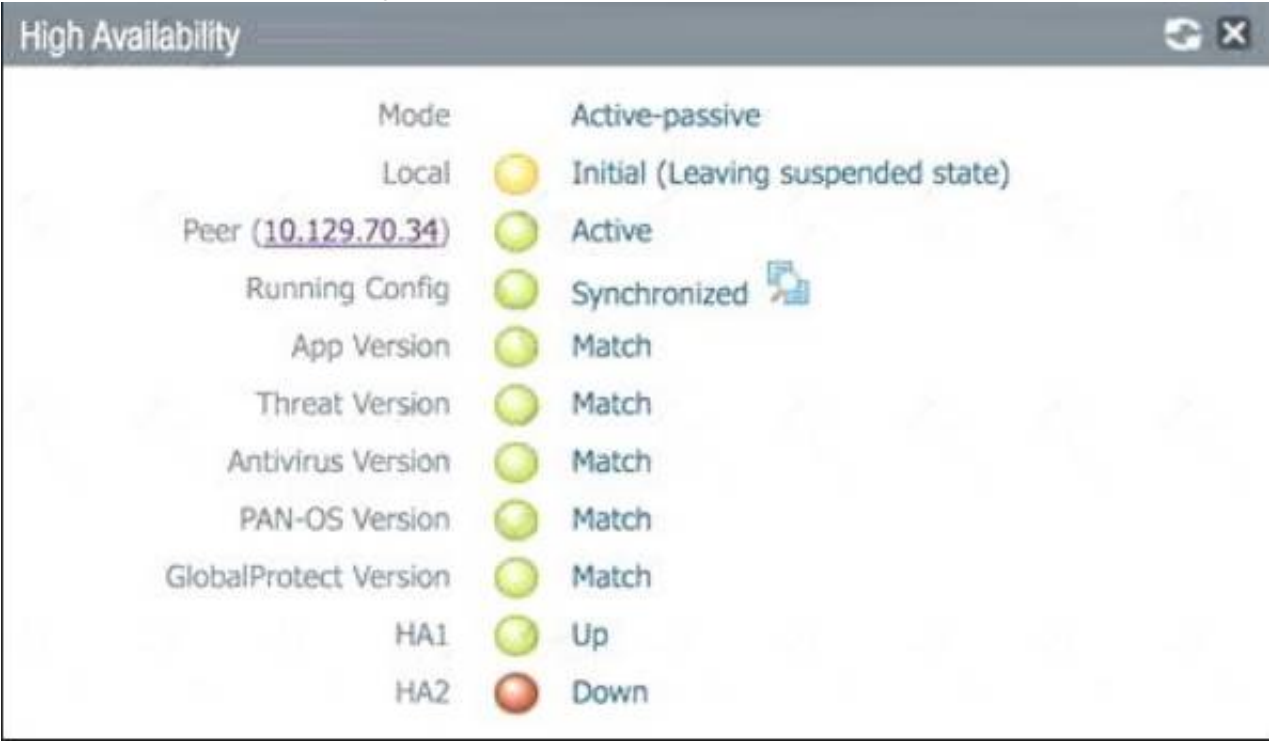 High Availability
Mode Active-passive
Local Initial (Leaving suspended state)
Peer (10.129.70.34) Active
Running Config Synchronized
App Version Match
Threat Version Match
Antivirus Version Match
PAN-OS Version Match
GlobalProtect Version Match
HA1 Up
HA2 Down